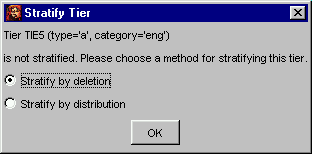 Stratify Tier
Tier TIE5 (type='a', category='eng')
is not stratified. Please choose a method for stratifying this tier.
Stratify by deletion
Stratify by distribution
OK